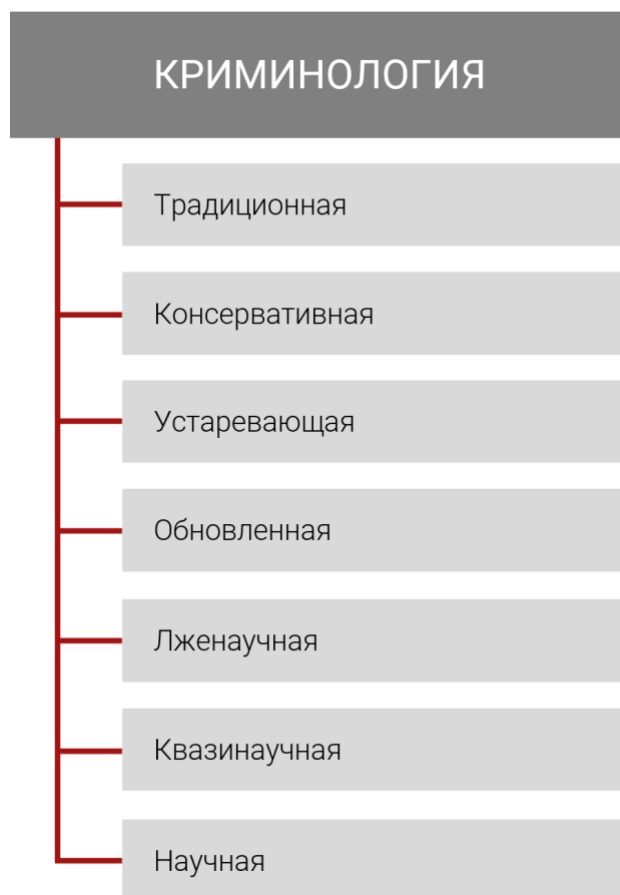 КРИМИНОЛОГИЯ
Традиционная
Консервативная
Устаревающая
Обновленная
Лженаучная
Квазинаучная
Научная